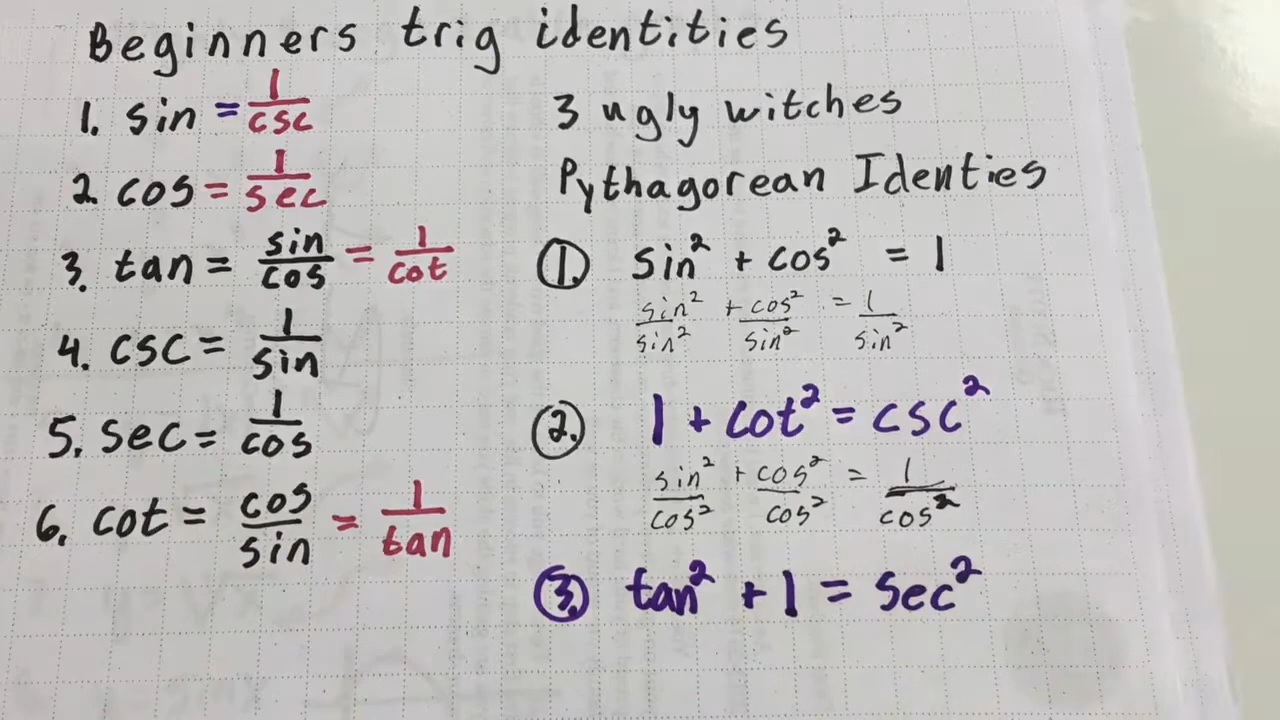 Beginners trig identities
1. sin = 1/csc
2. cos = 1/sec
3. tan = sin/cos = 1/cot
4. csc = 1/sin
5. sec = 1/cos
6. cot = cos/sin = 1/tan
3 ugly witches
Pythagorean Identies
1. sin² + cos² = 1
sin²/sin² + cos²/sin² = 1/sin²
2. 1 + cot² = csc²
sin²/cos² + cos²/cos² = 1/cos²
3. tan² + 1 = sec²